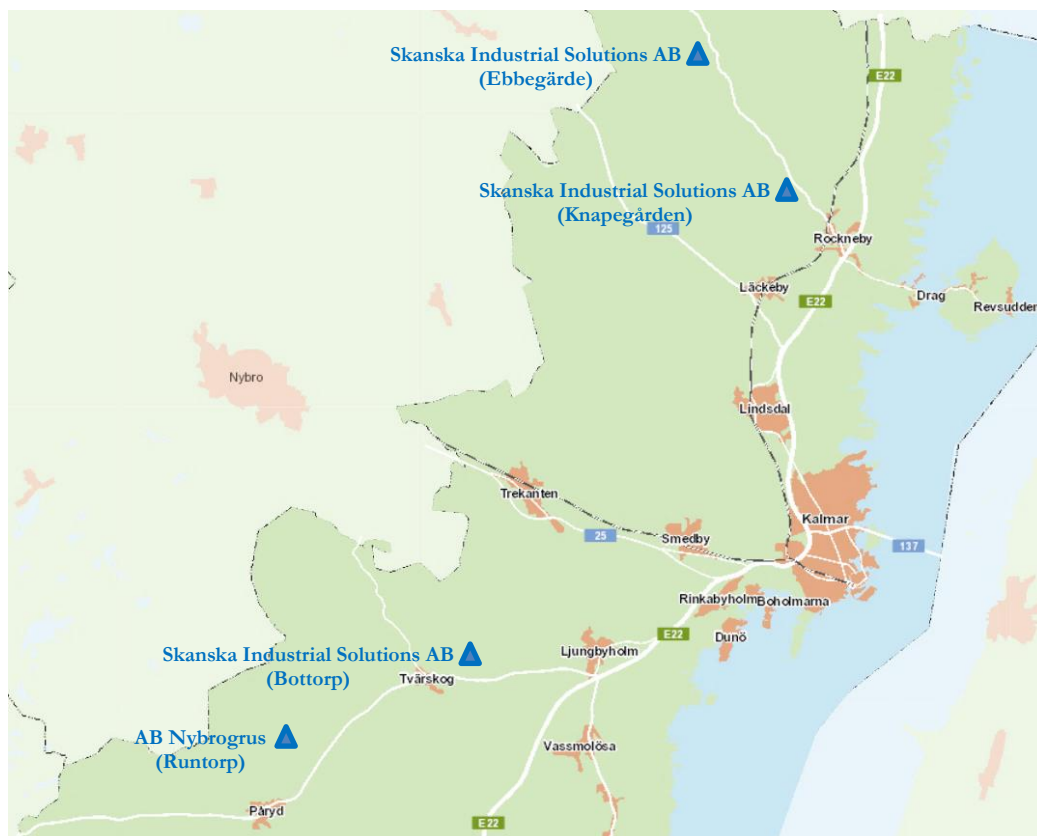 Skanska Industrial Solutions AB
(Ebbegärde)
E22
Skanska Industrial Solutions AB
(Knapegården)
125
Rockneby
Läckeby
Drag
E22
Revsudden
Nybro
Lindsdal
Trekanten
Kalmar
25
Smedby
137
Rinkabyholm
Boholmarna
E22
Dunö
Skanska Industrial Solutions AB
(Bottorp)
Ljungbyholm
Tvärskog
AB Nybrogrus
(Runtorp)
Vassmolösa
Påryd
E22